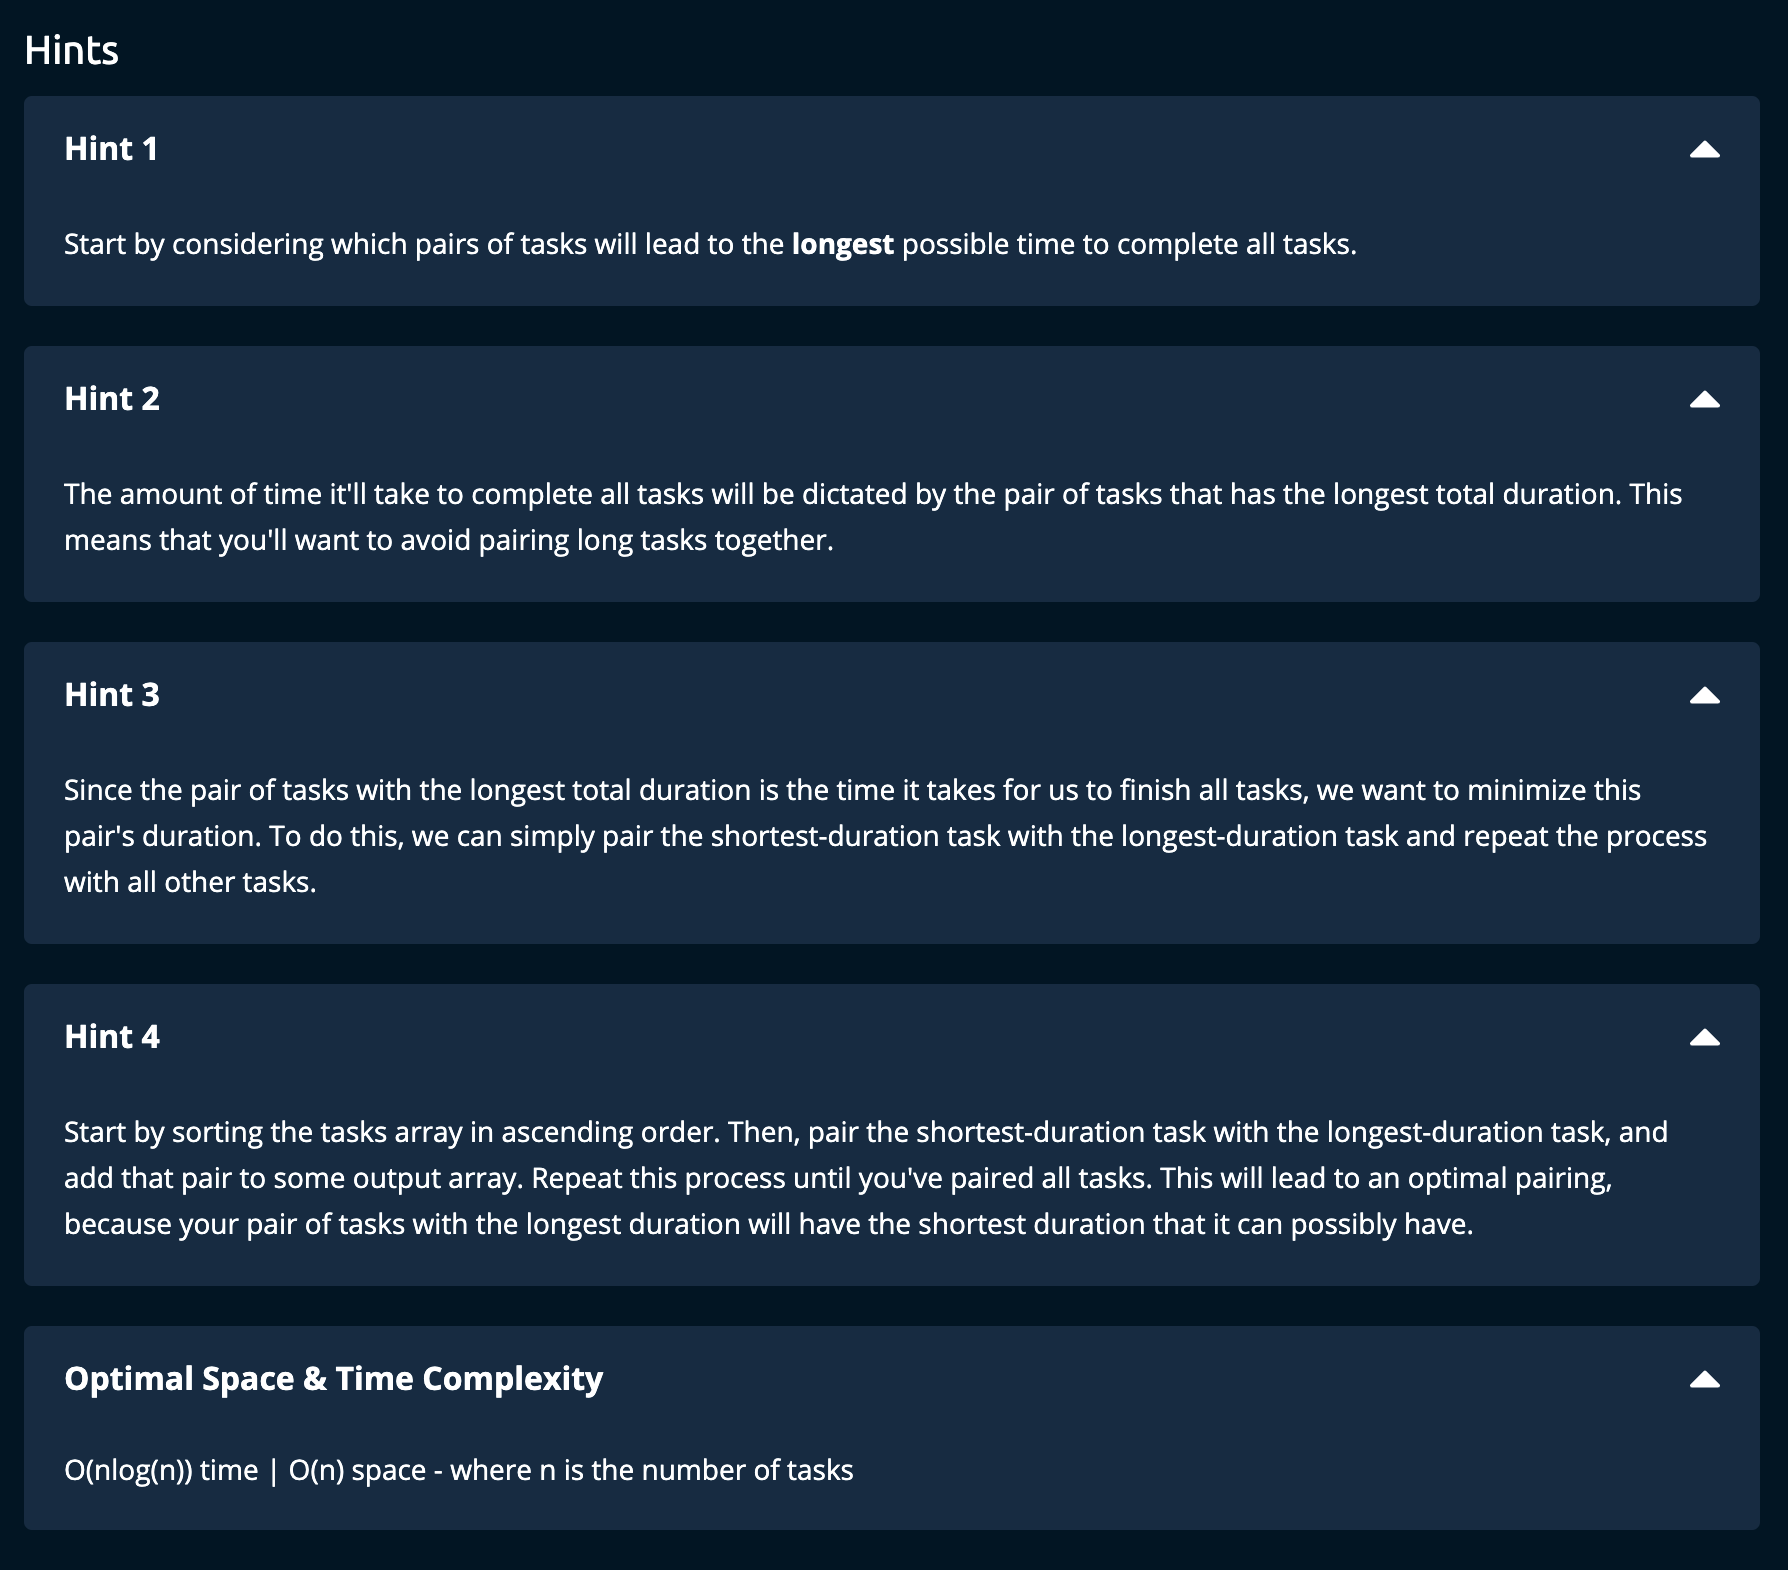 Hints
Hint 1
Start by considering which pairs of tasks will lead to the longest possible time to complete all tasks.
Hint 2
The amount of time it'll take to complete all tasks will be dictated by the pair of tasks that has the longest total duration. This
means that you'll want to avoid pairing long tasks together.
Hint 3
Since the pair of tasks with the longest total duration is the time it takes for us to finish all tasks, we want to minimize this
pair's duration. To do this, we can simply pair the shortest-duration task with the longest-duration task and repeat the process
with all other tasks.
Hint 4
Start by sorting the tasks array in ascending order. Then, pair the shortest-duration task with the longest-duration task, and
add that pair to some output array. Repeat this process until you've paired all tasks. This will lead to an optimal pairing,
because your pair of tasks with the longest duration will have the shortest duration that it can possibly have.
Optimal Space & Time Complexity
O(nlog(n)) time | O(n) space - where n is the number of tasks